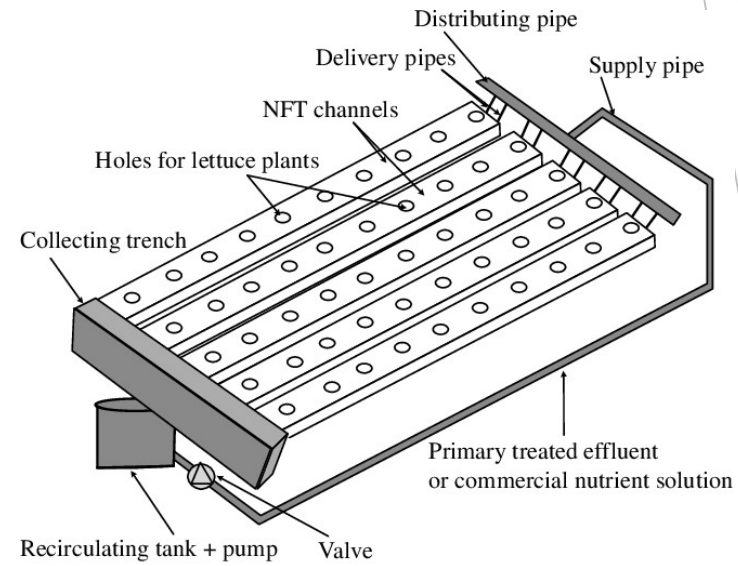 Distributing pipe
Delivery pipes
Supply pipe
NFT channels
Holes for lettuce plants
Collecting trench
Primary treated effluent
or commercial nutrient solution
Recirculating tank + pump
Valve